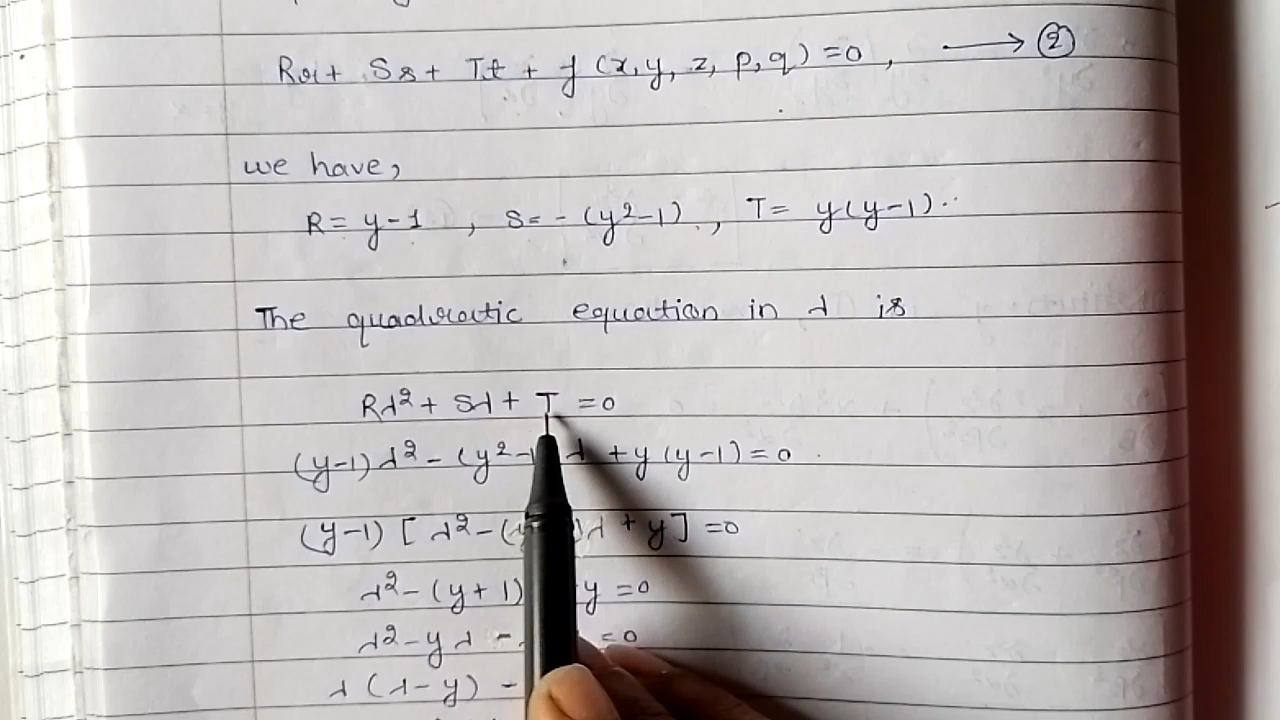 Rr + Ss + Tt + f (x, y, z, p, q) = 0, → ②
we have,
R = y-1, S = -(y²-1), T = y(y-1)..
The quadratic equation in λ is
Rλ² + Sλ + T = 0
(y-1) λ² - (y²-1) λ + y (y-1) = 0
(y-1) [ λ² - (y λ + y ] = 0
λ² - (y + 1) y = 0
λ² - y λ - = 0
λ (λ - y) -